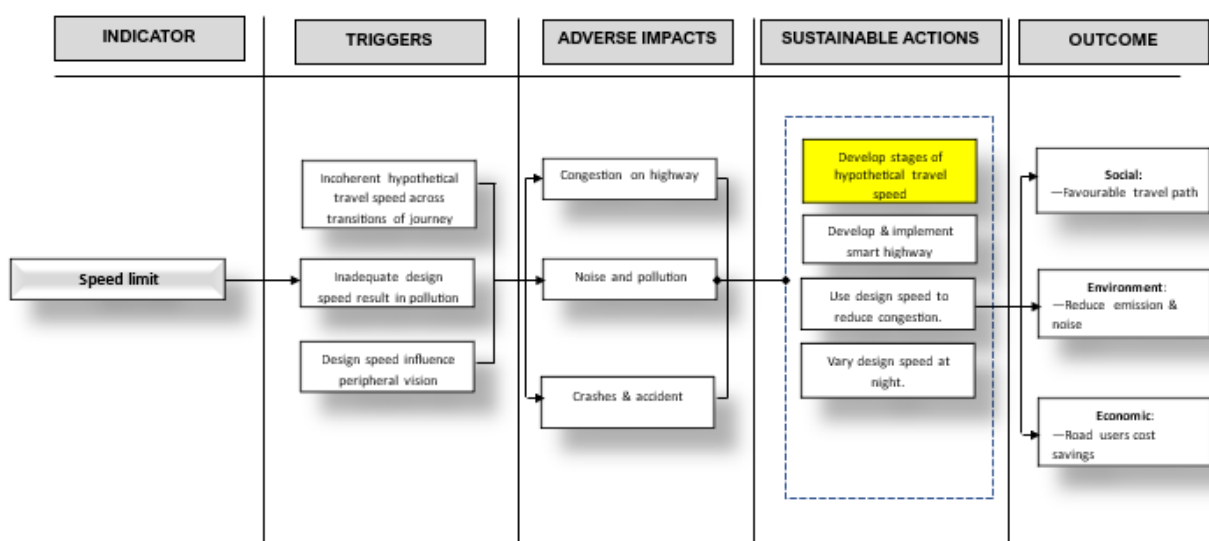 INDICATOR
TRIGGERS
ADVERSE IMPACTS
SUSTAINABLE ACTIONS
OUTCOME
Speed limit
Incoherent hypothetical
travel speed across
transitions of journey
Inadequate design
speed result in pollution
Design speed influence
peripheral vision
Congestion on highway
Noise and pollution
Crashes & accident
Develop stages of
hypothetical travel
speed
Develop & implement
smart highway
Use design speed to
reduce congestion.
Vary design speed at
night.
Social:
—Favourable travel path
Environment:
—Reduce emission &
noise
Economic:
—Road users cost
savings